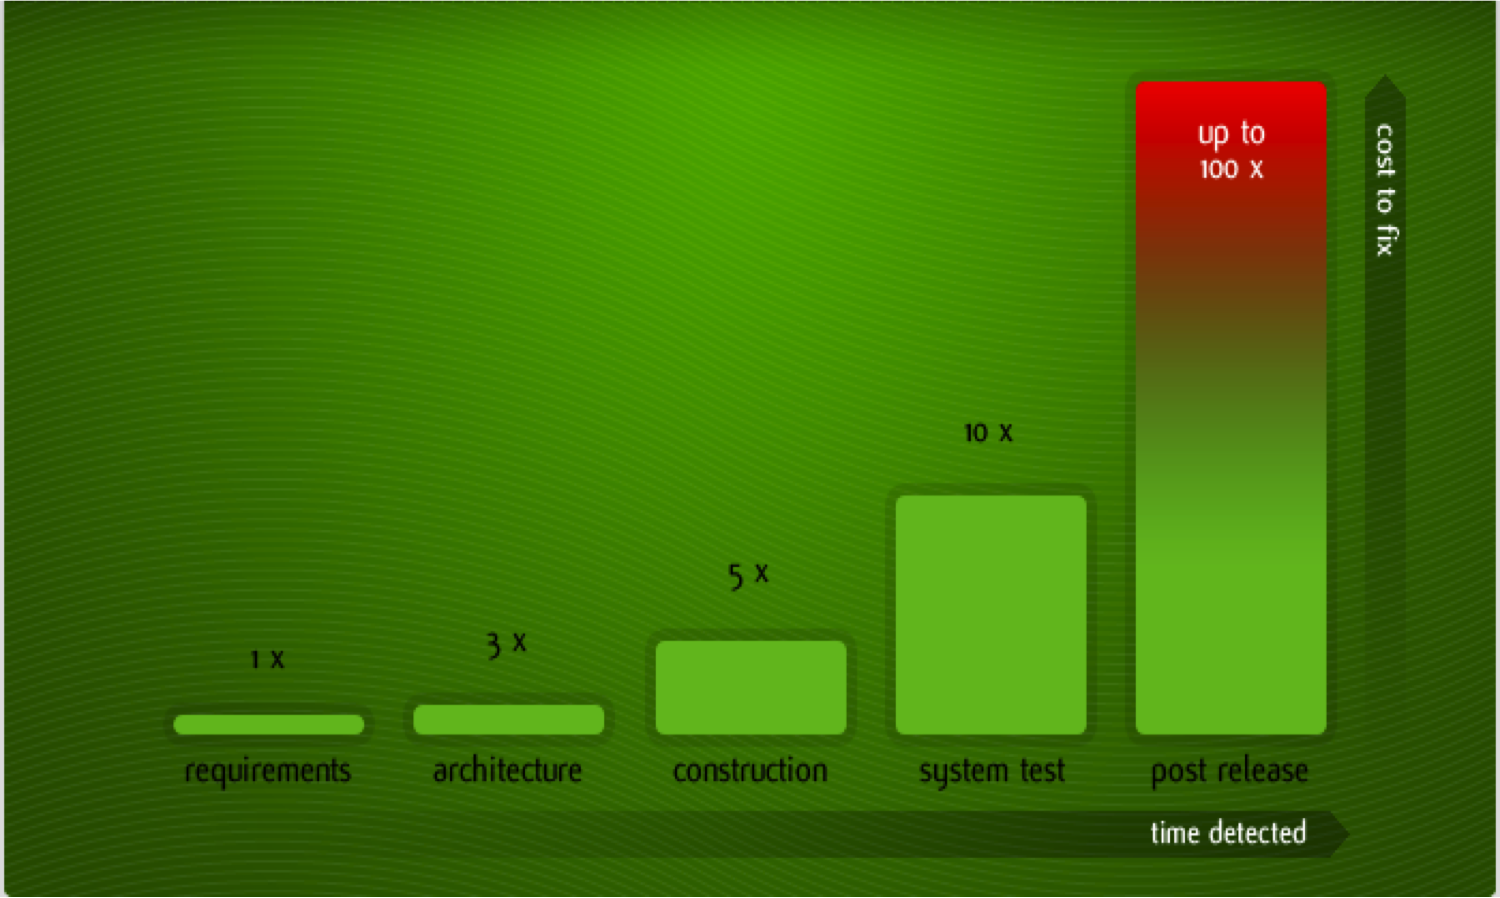 up to
100 x
cost to fix
10 x
5 x
3 x
1 x
requirements
architecture
construction
system test
post release
time detected